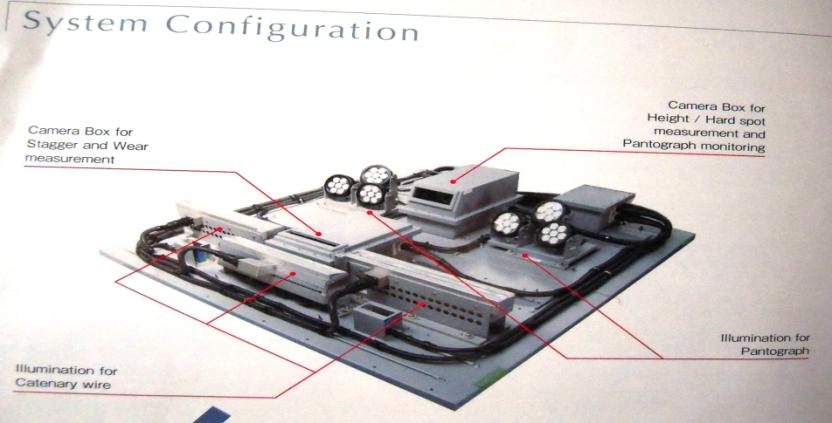 System Configuration
Camera Box for
Height / Hard spot
measurement and
Pantograph monitoring
Camera Box for
Stagger and Wear
measurement
Illumination for
Pantograph
Illumination for
Catenary wire